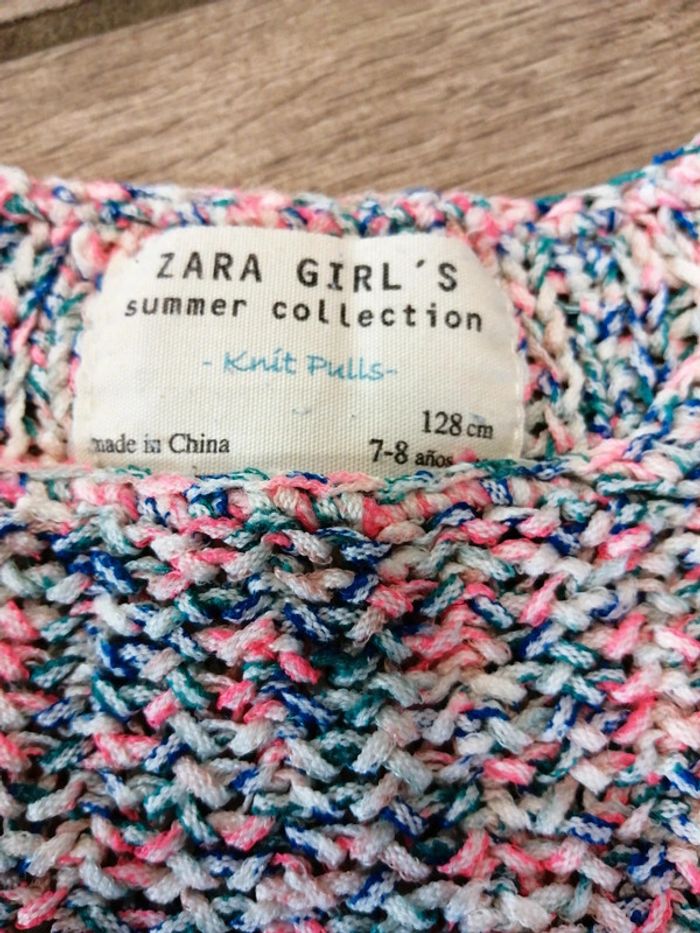 ZARA GIRL´S
summer collection
- Knit Pulls-
128 cm
made in China
7-8 años